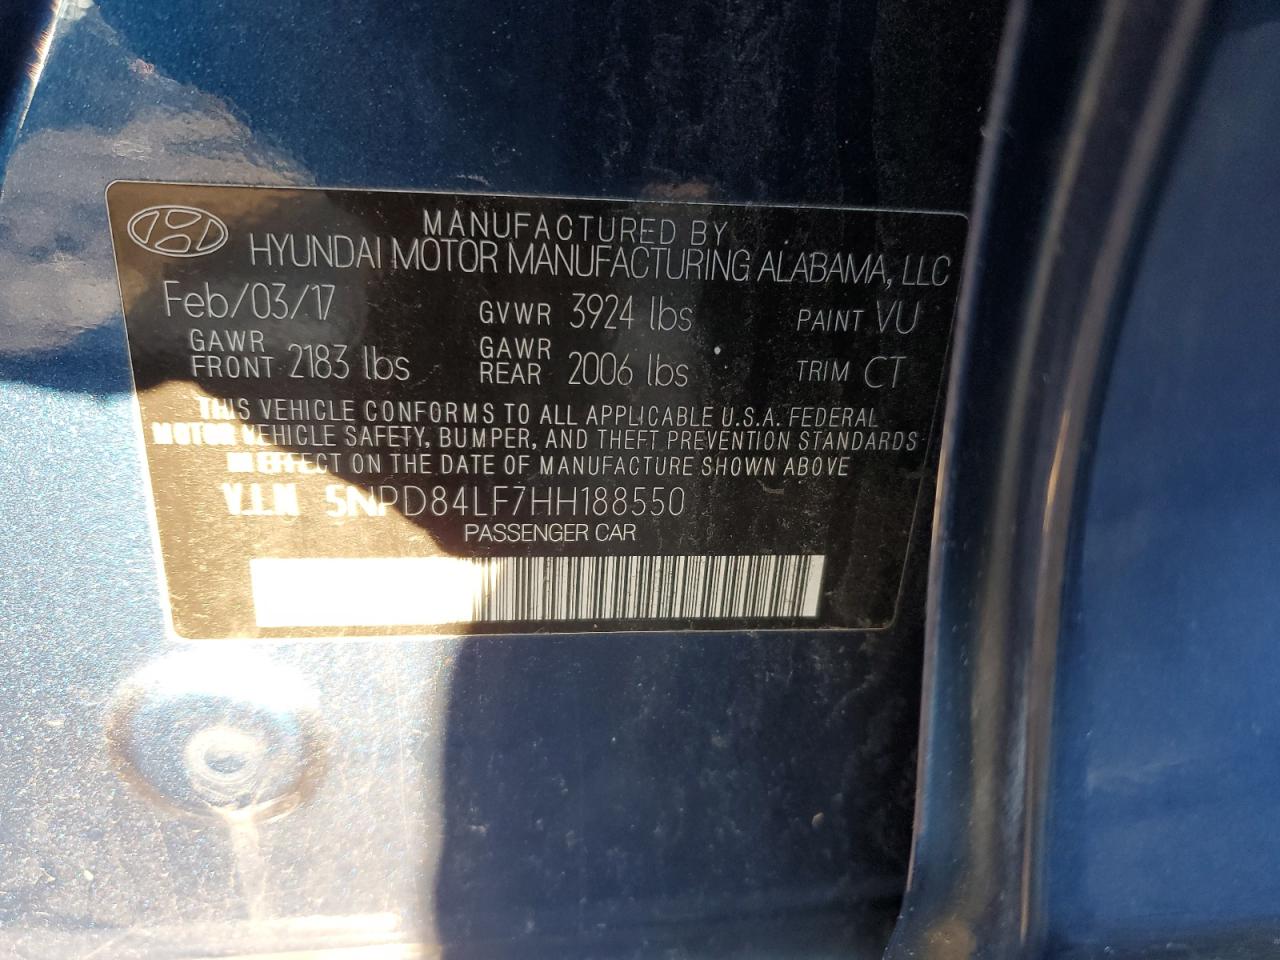 MANUFACTURED BY
HYUNDAI MOTOR MANUFACTURING ALABAMA, LLC
Feb/03/17 GVWR 3924 lbs PAINT VU
GAWR FRONT 2183 lbs GAWR REAR 2006 lbs TRIM CT
THIS VEHICLE CONFORMS TO ALL APPLICABLE U.S.A. FEDERAL
MOTOR VEHICLE SAFETY, BUMPER, AND THEFT PREVENTION STANDARDS
IN EFFECT ON THE DATE OF MANUFACTURE SHOWN ABOVE
V.I.N 5NPD84LF7HH188550
PASSENGER CAR